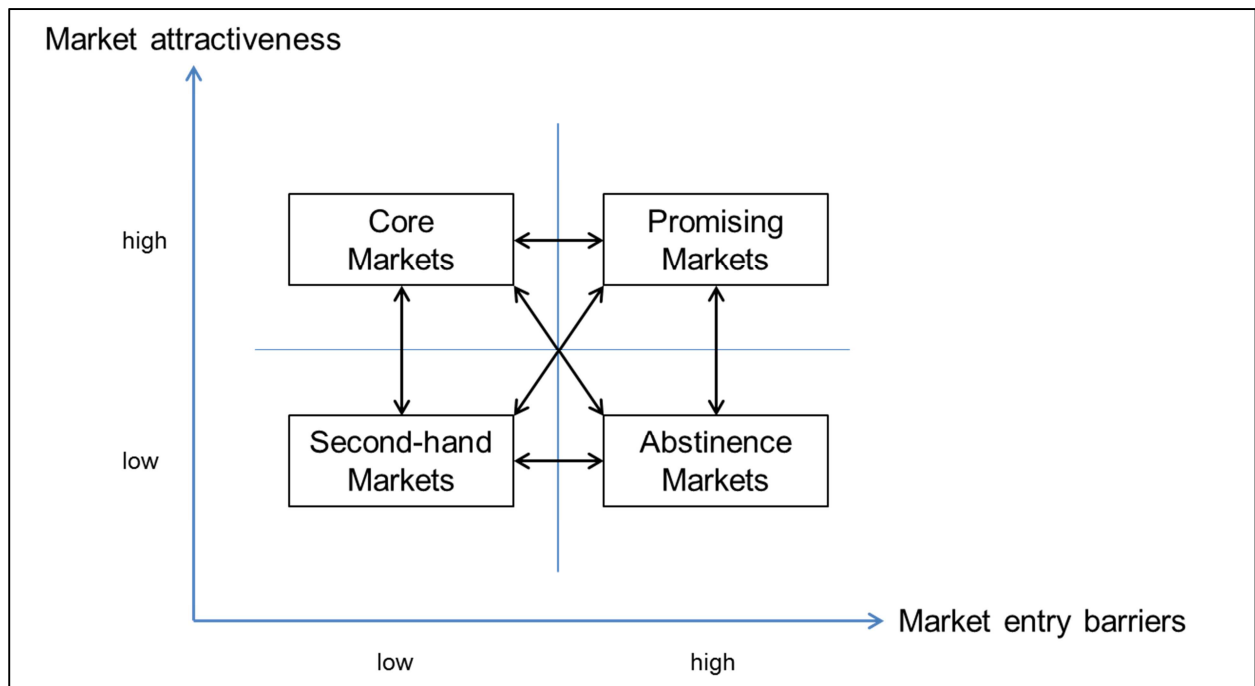 Market attractiveness
high
Core
Markets
Promising
Markets
low
Second-hand
Markets
Abstinence
Markets
Market entry barriers
low
high